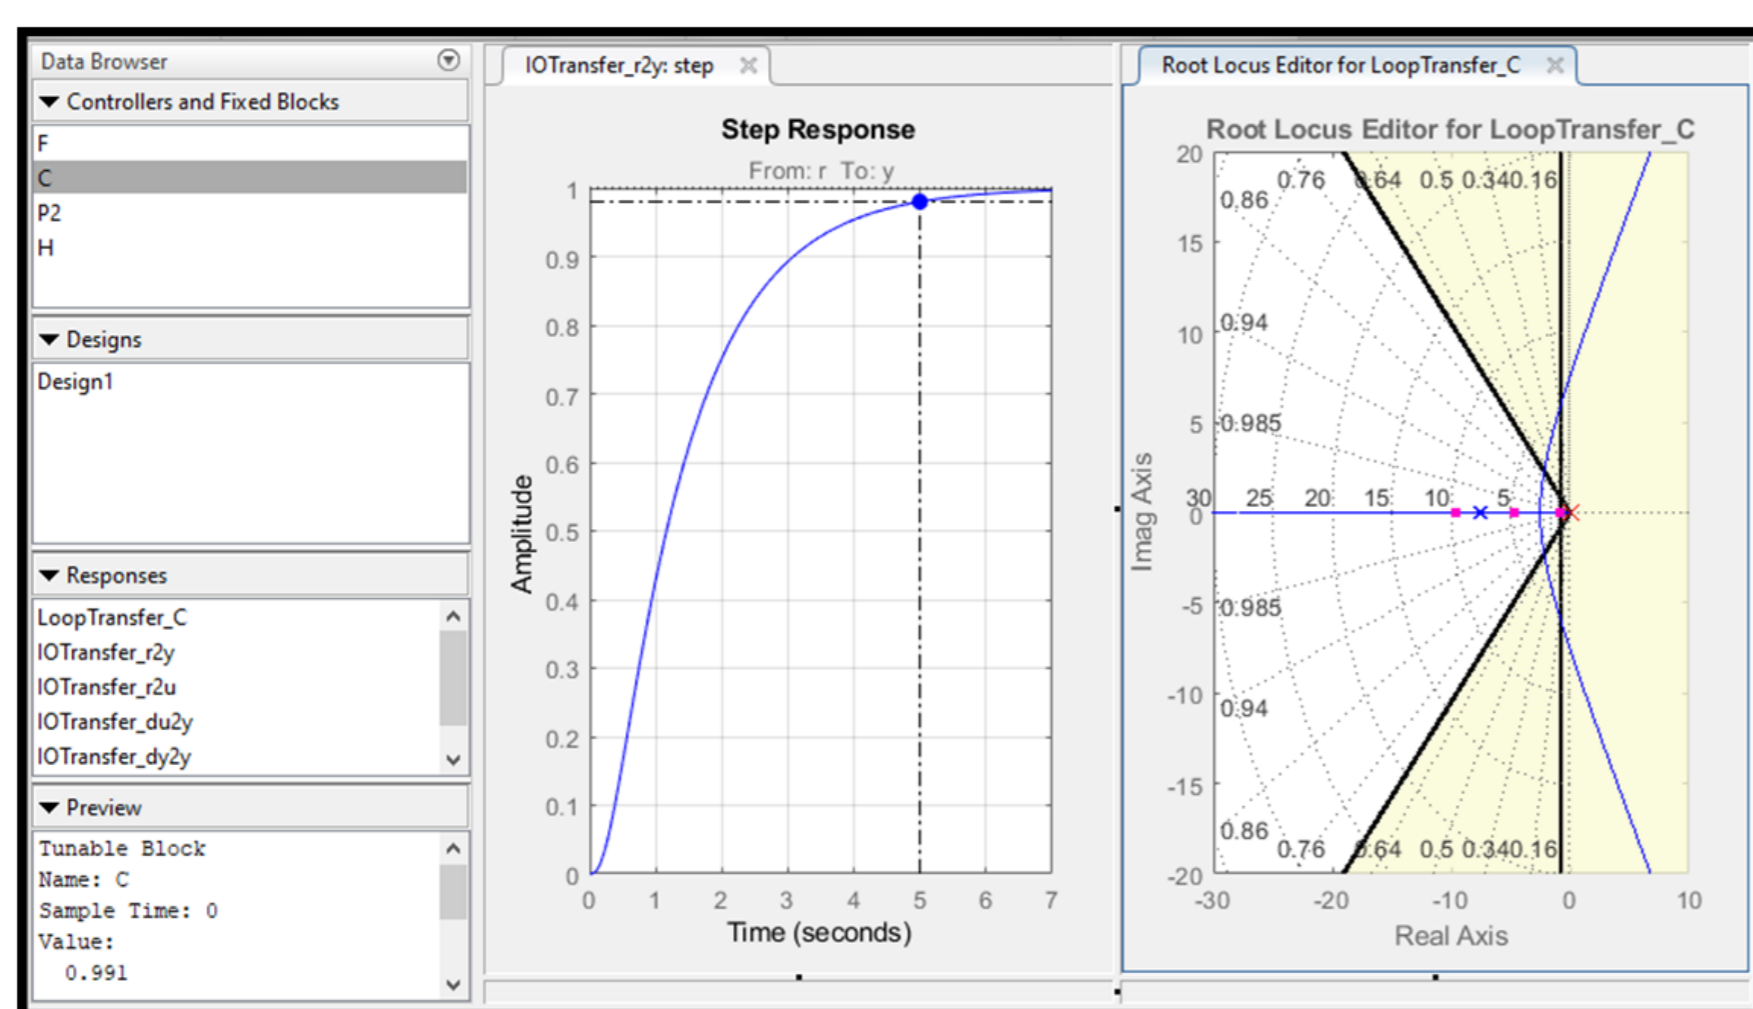 Data Browser
Controllers and Fixed Blocks
F
C
P2
H
Designs
Design1
Responses
LoopTransfer_C
IOTransfer_r2y
IOTransfer_r2u
IOTransfer_du2y
IOTransfer_dy2y
Preview
Tunable Block
Name: C
Sample Time: 0
Value:
0.991
IOTransfer_r2y: step
Step Response
From: r To: y
Amplitude
1
0.9
0.8
0.7
0.6
0.5
0.4
0.3
0.2
0.1
0
0 1 2 3 4 5 6 7
Time (seconds)
Root Locus Editor for LoopTransfer_C
Root Locus Editor for LoopTransfer_C
Imag Axis
20
15
10
5
0
-5
-10
-15
-20
0.76 0.64 0.5 0.34 0.16
0.86
0.94
0.985
30 25 20 15 10 5
0.985
0.94
0.86
0.76 0.64 0.5 0.34 0.16
-30 -20 -10 0 10
Real Axis